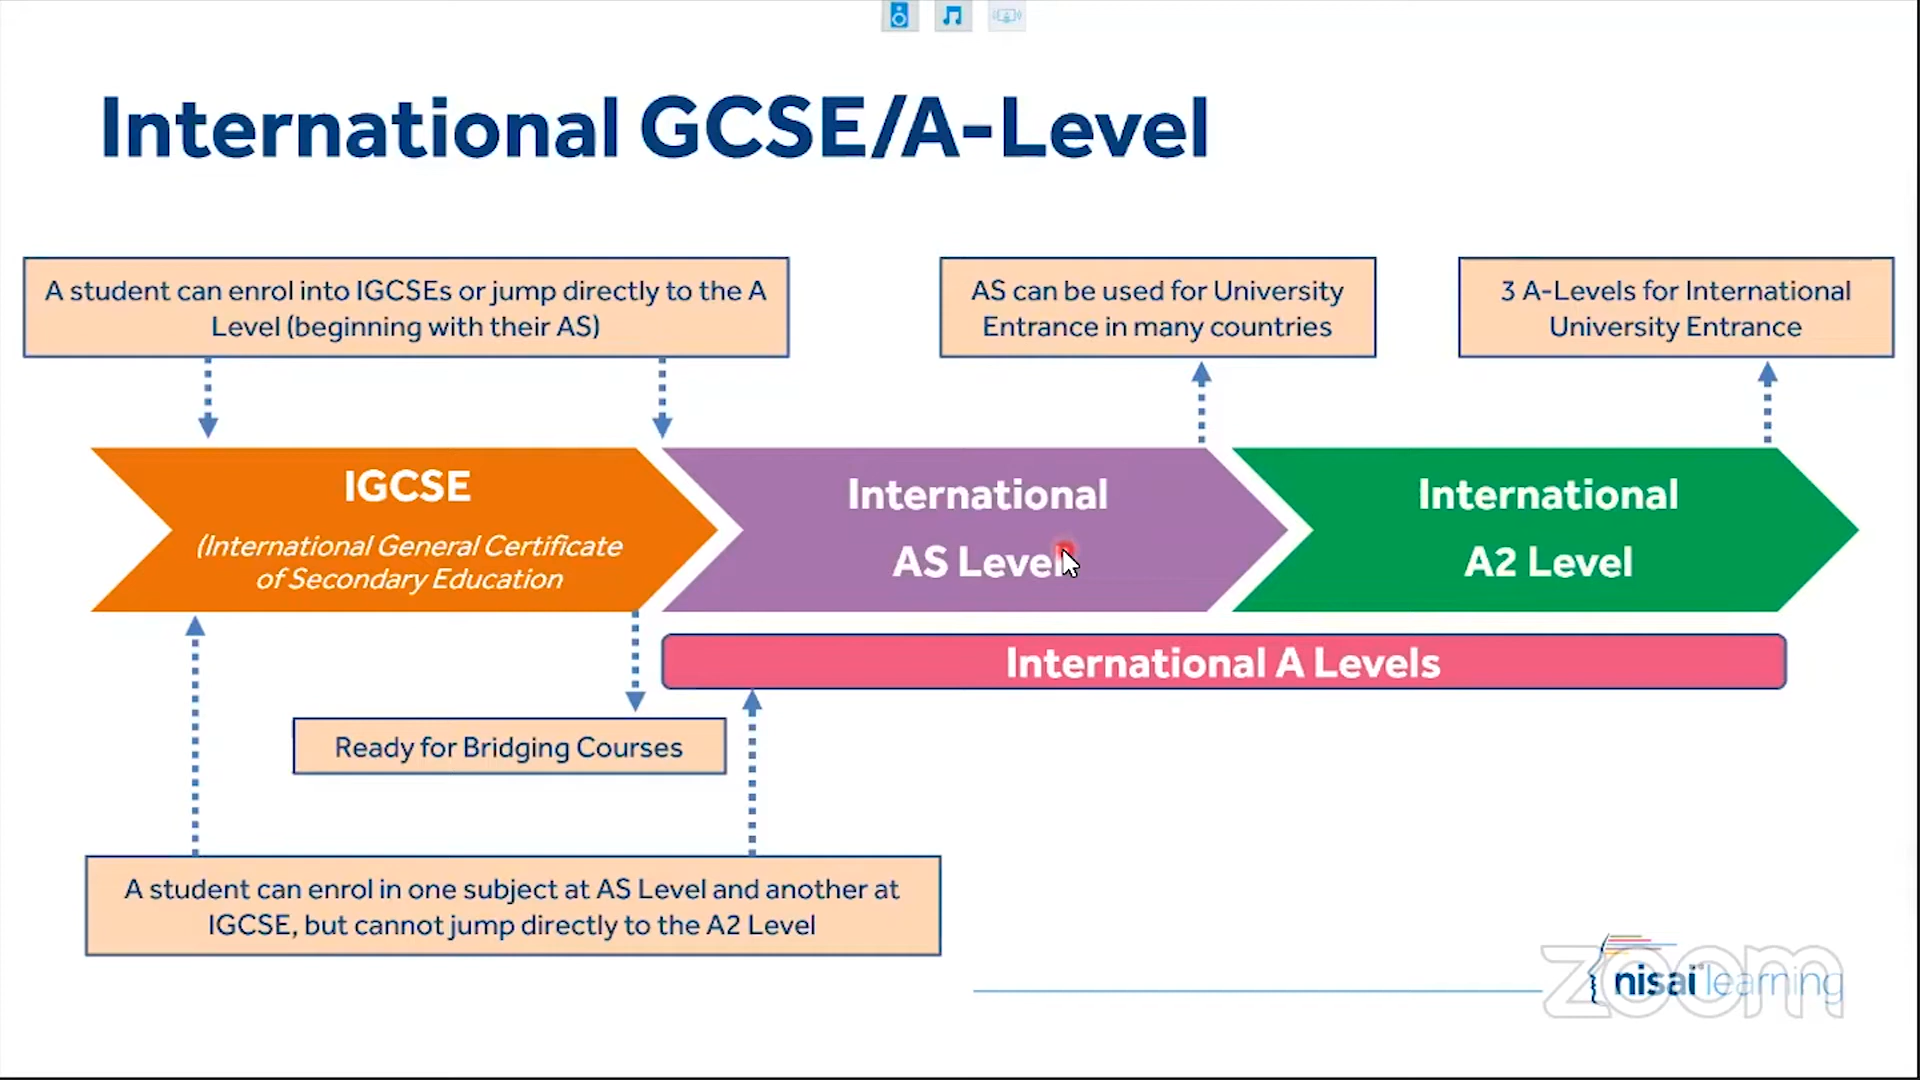 International GCSE/A-Level
A student can enrol into IGCSEs or jump directly to the A
Level (beginning with their AS)
AS can be used for University
Entrance in many countries
3 A-Levels for International
University Entrance
IGCSE
(International General Certificate
of Secondary Education
International
AS Level
International
A2 Level
International A Levels
Ready for Bridging Courses
A student can enrol in one subject at AS Level and another at
IGCSE, but cannot jump directly to the A2 Level
nisai learning
zoom